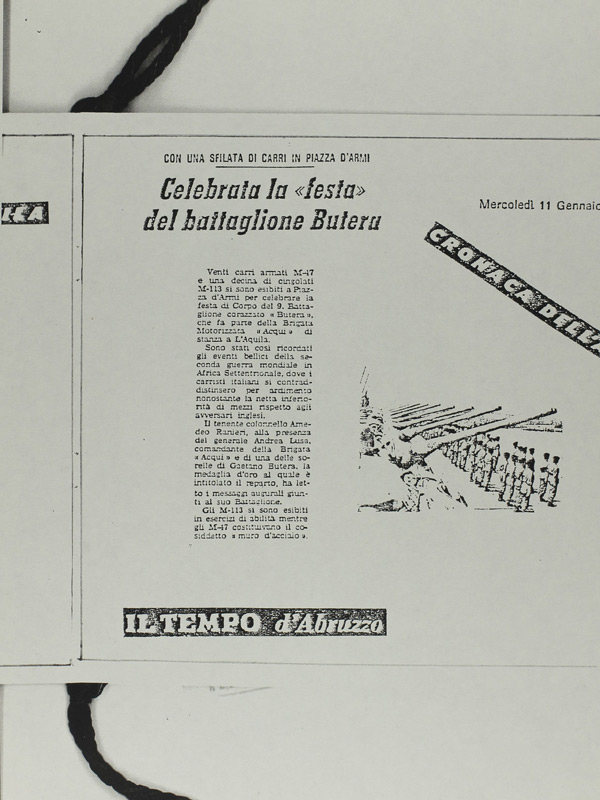 CON UNA SFILATA DI CARRI IN PIAZZA D'ARMI
Celebrata la «festa»
del battaglione Butera
Mercoledì 11 Gennaio
CRONACA DELL'A
ICA
Venti carri armati M-47
e una decina di cingolati
M-113 si sono esibiti a Piaz-
za d'Armi per celebrare la
festa di Corpo del 9. Batta-
glione corazzato « Butera »,
che fa parte della Brigata
Motorizzata « Acqui » di
stanza a L'Aquila.
Sono stati così ricordati
gli eventi bellici della se-
conda guerra mondiale in
Africa Settentrionale, dove i
carristi italiani si contrad-
distinsero per ardimento
nonostante la netta inferio-
rità di mezzi rispetto agli
avversari inglesi.
Il tenente colonnello Ame-
deo Ranieri, alla presenza
del generale Andrea Lusa,
comandante della Brigata
« Acqui » e di una delle so-
relle di Gaetano Butera, la
medaglia d'oro al quale è
intitolato il reparto, ha let-
to i messaggi augurali giun-
ti al suo Battaglione.
Gli M-113 si sono esibiti
in esercizi di abilità mentre
gli M-47 costituivano il co-
siddetto « muro d'acciaio ».
IL TEMPO d'Abruzzo